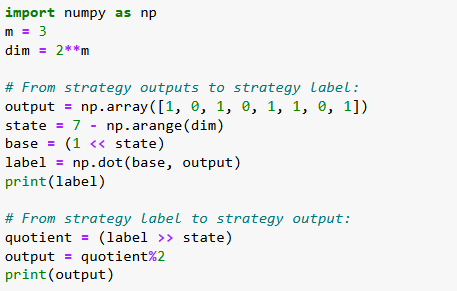 import numpy as np
m = 3
dim = 2**m
# From strategy outputs to strategy label:
output = np.array([1, 0, 1, 0, 1, 1, 0, 1])
state = 7 - np.arange(dim)
base = (1 << state)
label = np.dot(base, output)
print(label)
# From strategy label to strategy output:
quotient = (label >> state)
output = quotient%2
print(output)